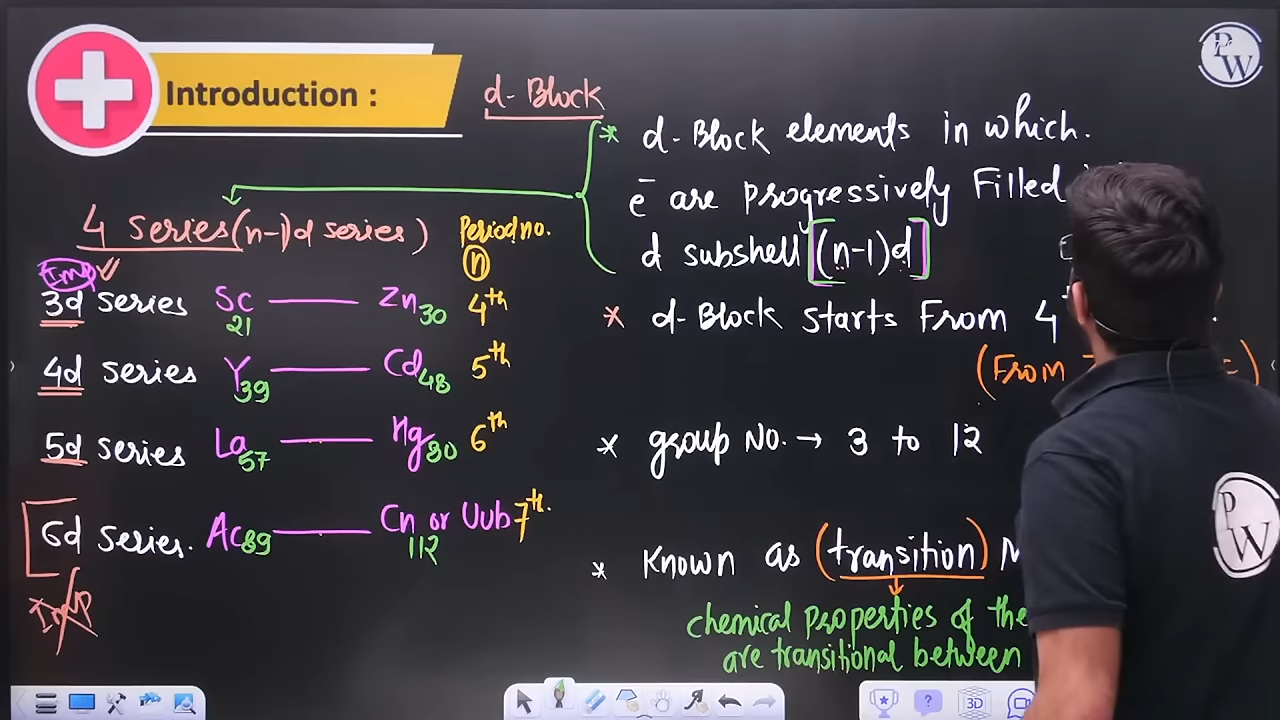 Introduction :
d-Block
P
W
* d-Block elements in which.
e⁻ are progressively Filled
d subshell [(n-1)d]
4 Series (n-1)d series)
Period no.
n
Imp ✓
3d series Sc 21 — Zn 30 4th
4d series Y 39 — Cd 48 5th
5d series La 57 — Hg 80 6th
6d series. Ac 89 — Cn or Uub 112 7th.
Imp
* d-Block starts From 4
(From
* group No. → 3 to 12
* Known as (transition)
chemical properties of the
are transitional between
P
W
3D